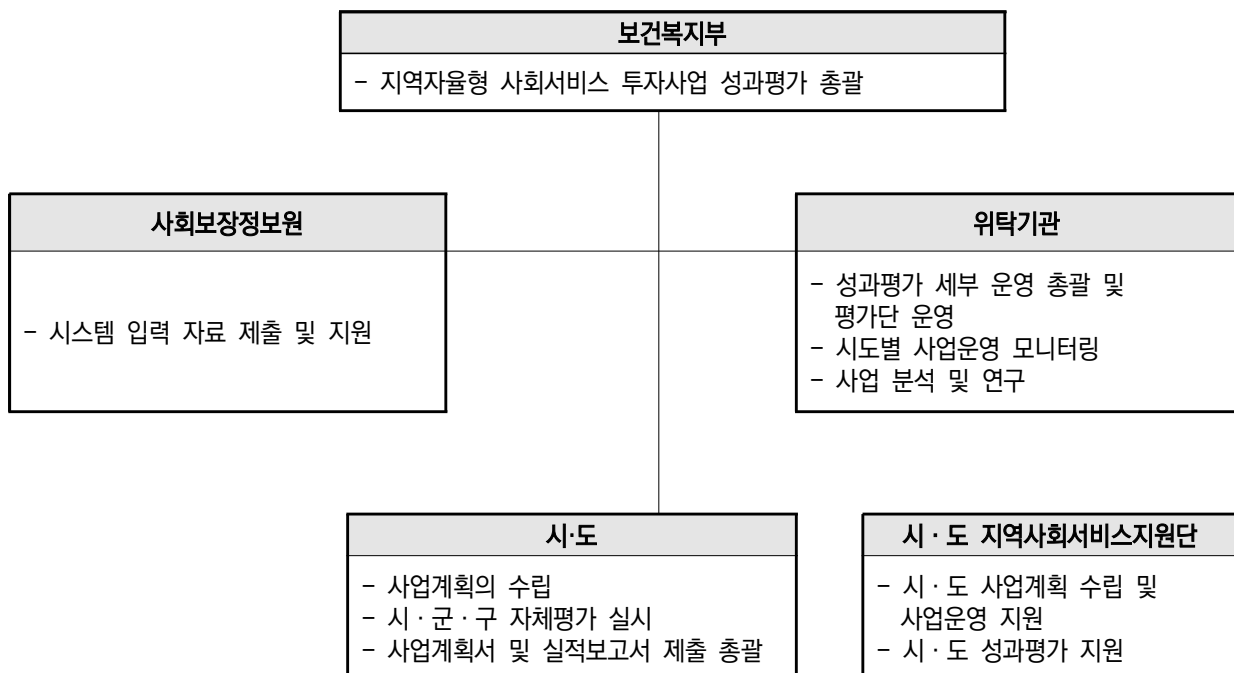 보건복지부
- 지역자율형 사회서비스 투자사업 성과평가 총괄
사회보장정보원
- 시스템 입력 자료 제출 및 지원
위탁기관
- 성과평가 세부 운영 총괄 및
평가단 운영
- 시도별 사업운영 모니터링
- 사업 분석 및 연구
시·도
- 사업계획의 수립
- 시·군·구 자체평가 실시
- 사업계획서 및 실적보고서 제출 총괄
시·도 지역사회서비스지원단
- 시·도 사업계획 수립 및
사업운영 지원
- 시·도 성과평가 지원